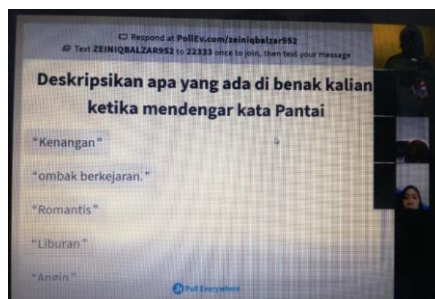 Respond at PollEv.com/zeiniqbalzar952
Text ZEINIQBALZAR952 to 22333 once to join, then text your message
Deskripsikan apa yang ada di benak kalian
ketika mendengar kata Pantai
"Kenangan"
"ombak berkejaran."
"Romantis"
"Liburan"
"Angin"
Poll Everywhere